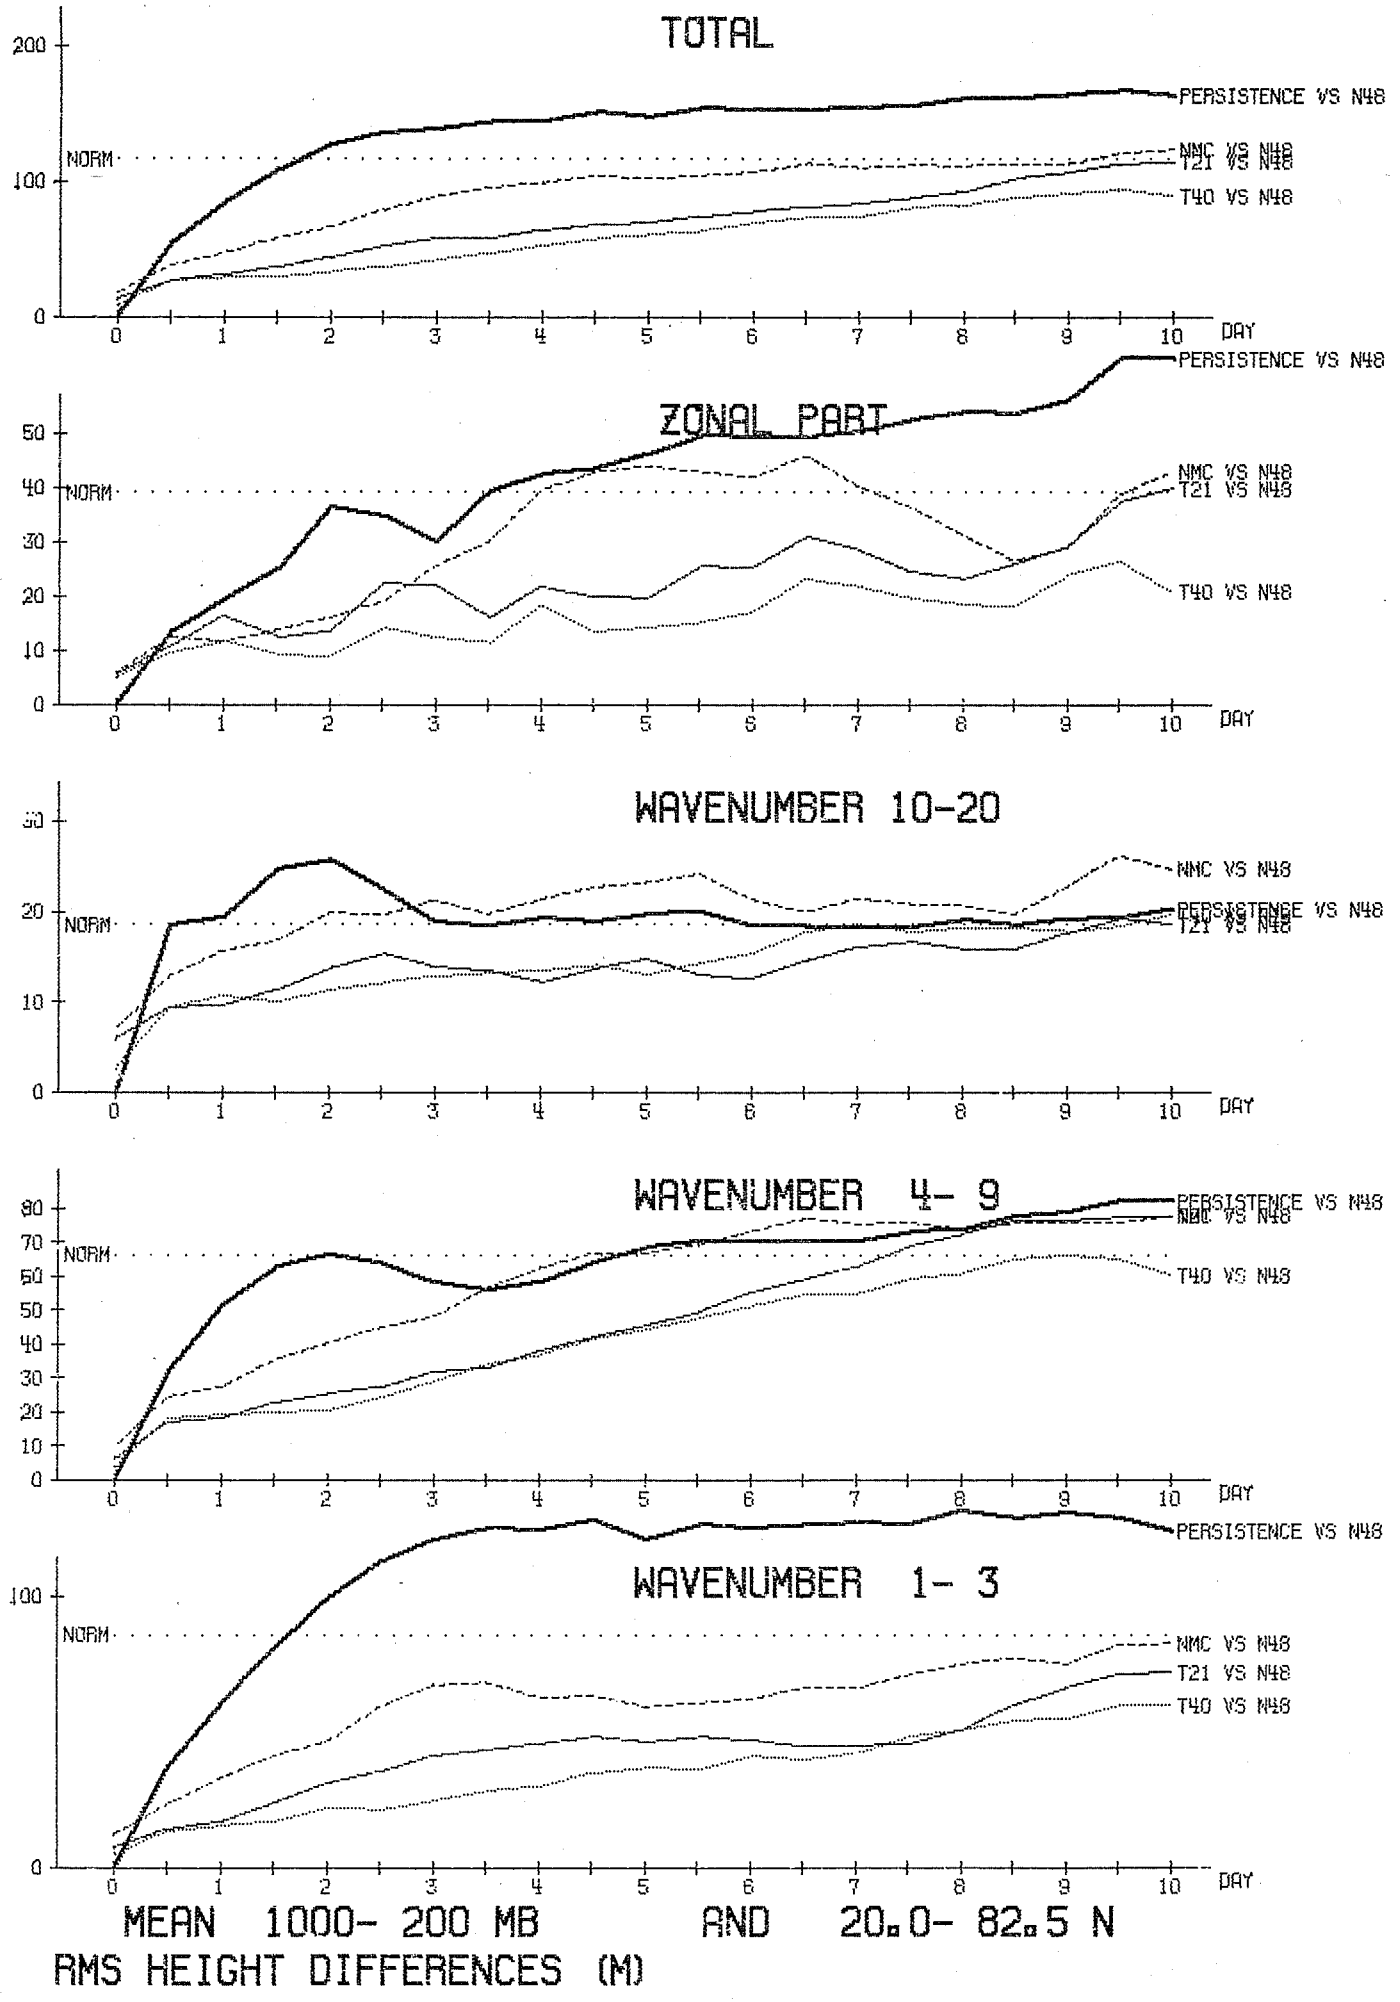 TOTAL
200
PERSISTENCE VS N48
NORM
NMC VS N48
T21 VS N48
100
T40 VS N48
0
0 1 2 3 4 5 6 7 8 9 10 DAY
PERSISTENCE VS N48
ZONAL PART
50
NMC VS N48
40
NORM
T21 VS N48
30
20
T40 VS N48
10
0
0 1 2 3 4 5 6 7 8 9 10 DAY
WAVENUMBER 10-20
30
NMC VS N48
20
PERSISTENCE VS N48
NORM
T21 VS N48
10
0
0 1 2 3 4 5 6 7 8 9 10 DAY
WAVENUMBER 4- 9
80
PERSISTENCE VS N48
VS N48
70
NORM
60
T40 VS N48
50
40
30
20
10
0
0 1 2 3 4 5 6 7 8 9 10 DAY
PERSISTENCE VS N48
WAVENUMBER 1- 3
100
NORM
NMC VS N48
T21 VS N48
T40 VS N48
0
0 1 2 3 4 5 6 7 8 9 10 DAY
MEAN 1000- 200 MB AND 20.0- 82.5 N
RMS HEIGHT DIFFERENCES (M)